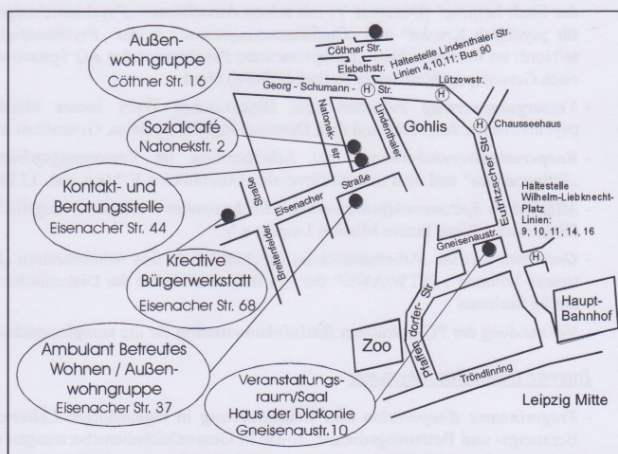 Außen-
wohngruppe
Cöthner Str. 16
Sozialcafé
Natonekstr. 2
Kontakt- und
Beratungsstelle
Eisenacher Str. 44
Kreative
Bürgerwerkstatt
Eisenacher Str. 68
Ambulant Betreutes
Wohnen / Außen-
wohngruppe
Eisenacher Str. 37
Veranstaltungs-
raum/Saal
Haus der Diakonie
Gneisenaustr.10
Cöthner Str.
Elsbethstr.
Haltestelle Lindenthaler Str
Linien 4,10,11; Bus 90
Georg - Schumann -
H
Str.
H
Lützowstr.
Natonek-
str
Lindenthaler
Gohlis
H
Chausseehaus
Straße
Breitenfelder
Eisenacher
Straße
Eutritzscher Str
Haltestelle
Wilhelm-Liebknecht-
Platz
Linien:
9, 10, 11, 14, 16
Gneisenaustr.
H
Pfaffendorfer-Str
Zoo
Haupt-
Bahnhof
Tröndlinring
Leipzig Mitte